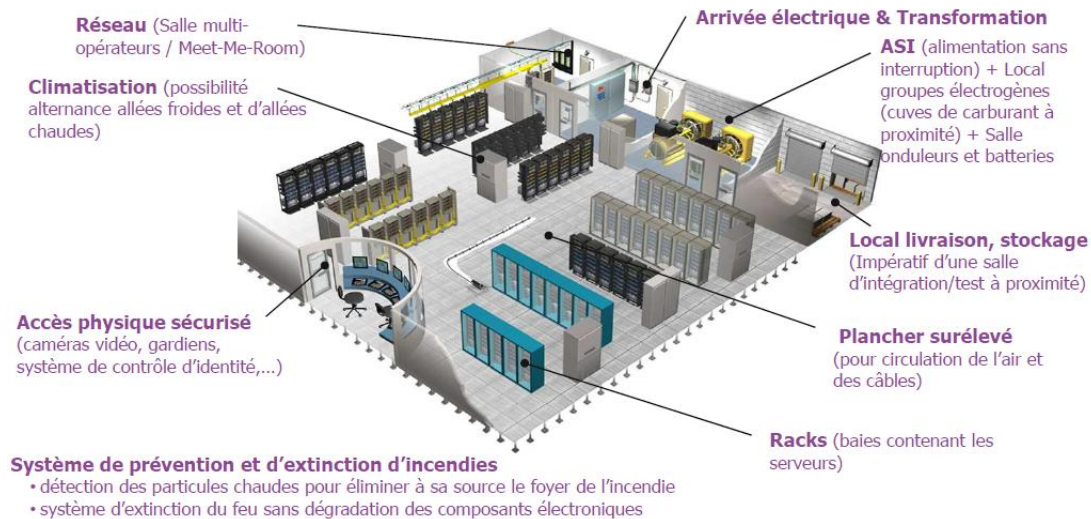 Réseau (Salle multi-
opérateurs / Meet-Me-Room)
Climatisation (possibilité
alternance allées froides et d'allées
chaudes)
Arrivée électrique & Transformation
ASI (alimentation sans
interruption) + Local
groupes électrogènes
(cuves de carburant à
proximité) + Salle
onduleurs et batteries
Local livraison, stockage
(Impératif d'une salle
d'intégration/test à proximité)
Accès physique sécurisé
(caméras vidéo, gardiens,
système de contrôle d'identité,...)
Plancher surélevé
(pour circulation de l'air et
des câbles)
Racks (baies contenant les
serveurs)
Système de prévention et d'extinction d'incendies
• détection des particules chaudes pour éliminer à sa source le foyer de l'incendie
• système d'extinction du feu sans dégradation des composants électroniques